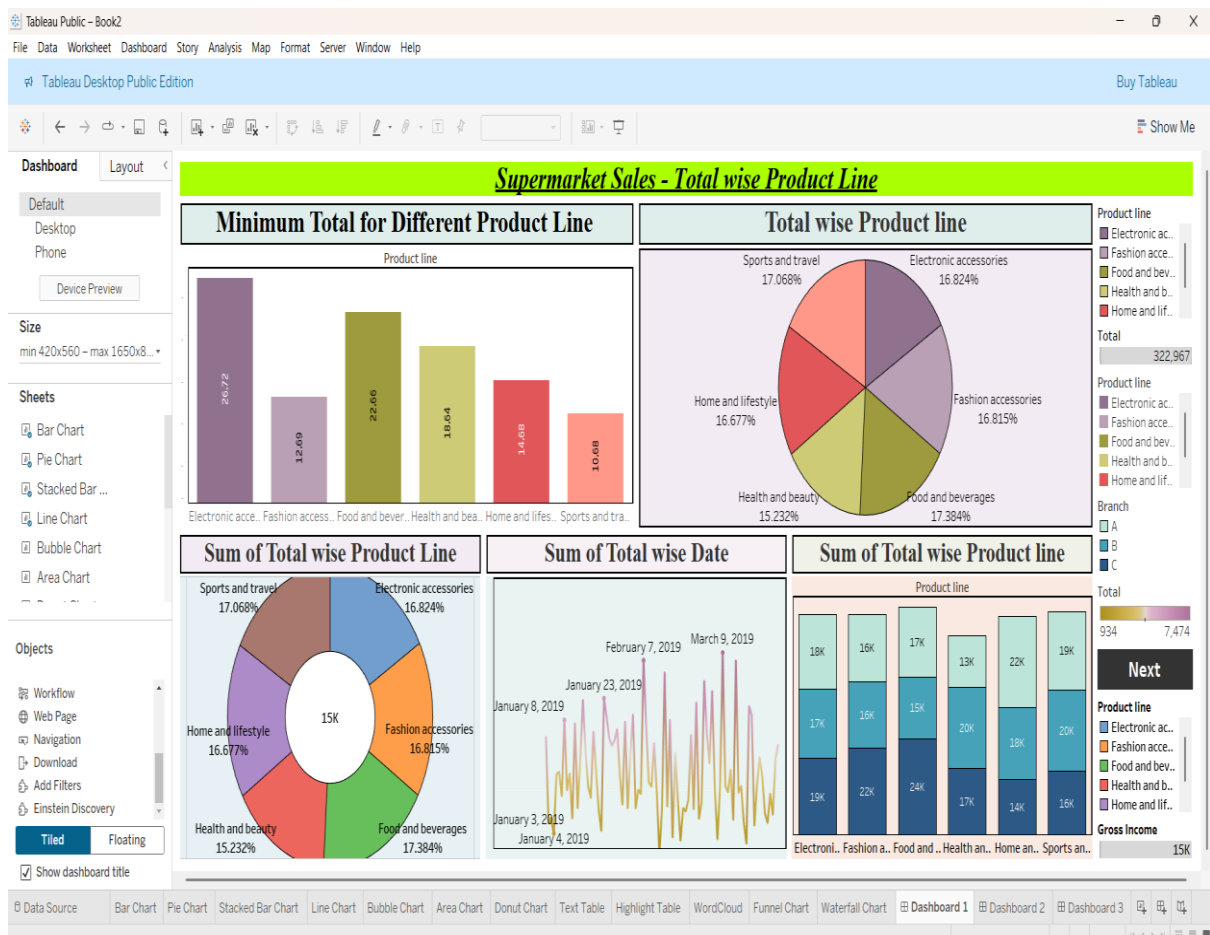 Tableau Public – Book2
File Data Worksheet Dashboard Story Analysis Map Format Server Window Help
Tableau Desktop Public Edition
Buy Tableau
Show Me
Dashboard Layout
Default
Desktop
Phone
Device Preview
Size
min 420x560 – max 1650x8...
Sheets
Bar Chart
Pie Chart
Stacked Bar ...
Line Chart
Bubble Chart
Area Chart
Objects
Workflow
Web Page
Navigation
Download
Add Filters
Einstein Discovery
Tiled Floating
Show dashboard title
Supermarket Sales - Total wise Product Line
Minimum Total for Different Product Line
Product line
26.72
12.69
22.66
18.64
14.68
10.68
Electronic acce.. Fashion access.. Food and bever.. Health and bea.. Home and lifes.. Sports and tra..
Total wise Product line
Sports and travel
17.068%
Electronic accessories
16.824%
Home and lifestyle
16.677%
Fashion accessories
16.815%
Health and beauty
15.232%
Food and beverages
17.384%
Sum of Total wise Product Line
Sports and travel
17.068%
Electronic accessories
16.824%
15K
Home and lifestyle
16.677%
Fashion accessories
16.815%
Health and beauty
15.232%
Food and beverages
17.384%
Sum of Total wise Date
February 7, 2019
March 9, 2019
January 23, 2019
January 8, 2019
January 3, 2019
January 4, 2019
Sum of Total wise Product line
Product line
18K 16K 17K 13K 22K 19K
17K 16K 15K 20K 18K 20K
19K 22K 24K 17K 14K 16K
Electroni.. Fashion a.. Food and .. Health an.. Home an.. Sports an..
Product line
Electronic ac..
Fashion acce..
Food and bev..
Health and b..
Home and lif..
Total
322,967
Product line
Electronic ac..
Fashion acce..
Food and bev..
Health and b..
Home and lif..
Branch
A
B
C
Total
934 7,474
Next
Product line
Electronic ac..
Fashion acce..
Food and bev..
Health and b..
Home and lif..
Gross Income
15K
Data Source Bar Chart Pie Chart Stacked Bar Chart Line Chart Bubble Chart Area Chart Donut Chart Text Table Highlight Table WordCloud Funnel Chart Waterfall Chart Dashboard 1 Dashboard 2 Dashboard 3